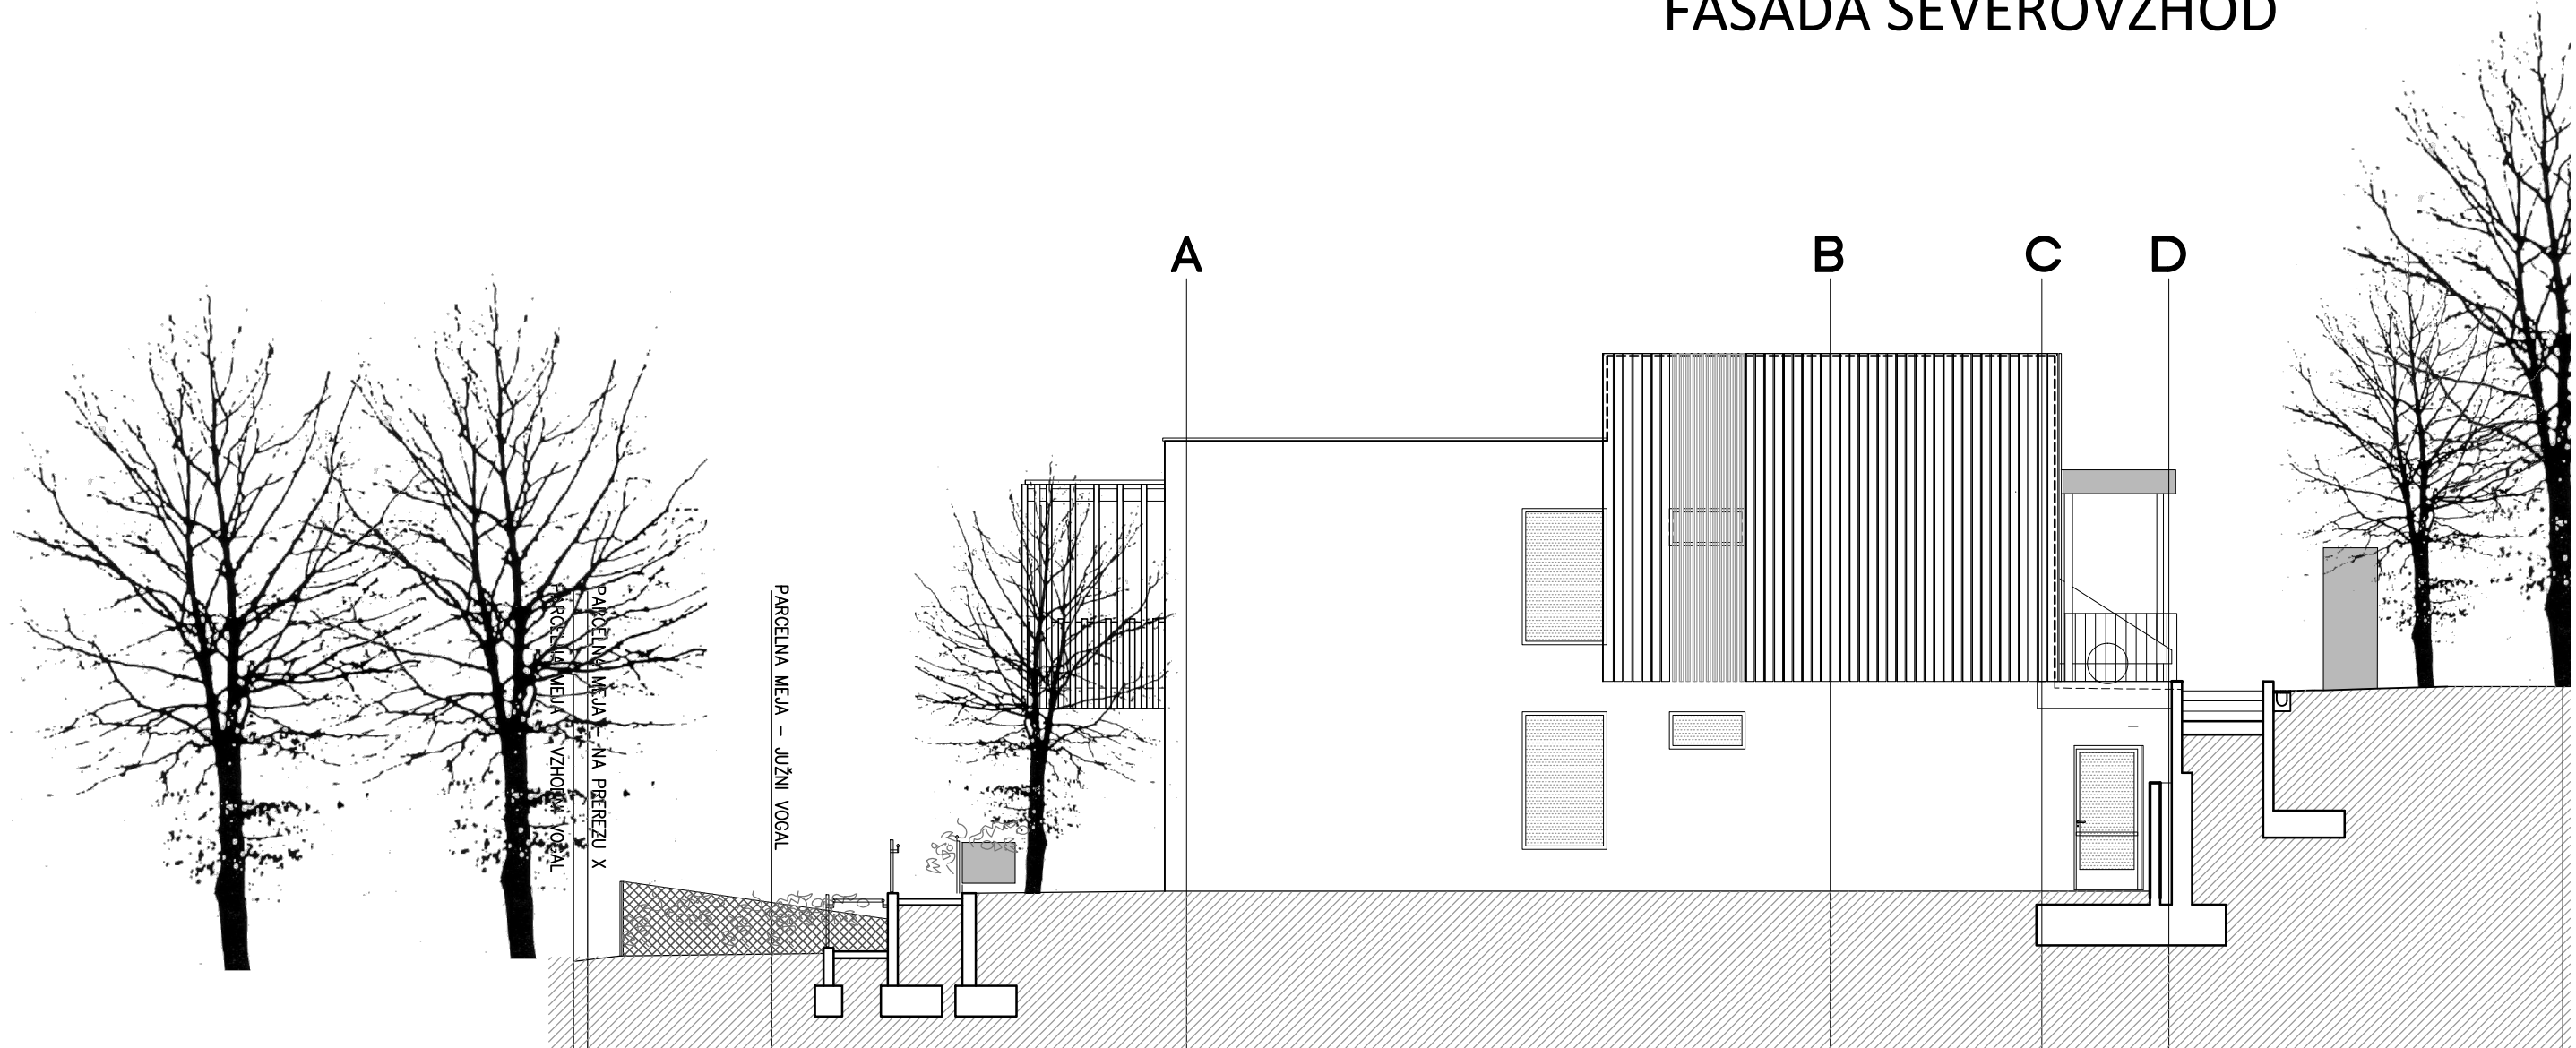 FASADA SEVEROVZHOD
A
B
C
D
PARCELNA MEJA - VZHODNI VOGAL
PARCELNA MEJA - NA PREREZU X
PARCELNA MEJA - JUŽNI VOGAL